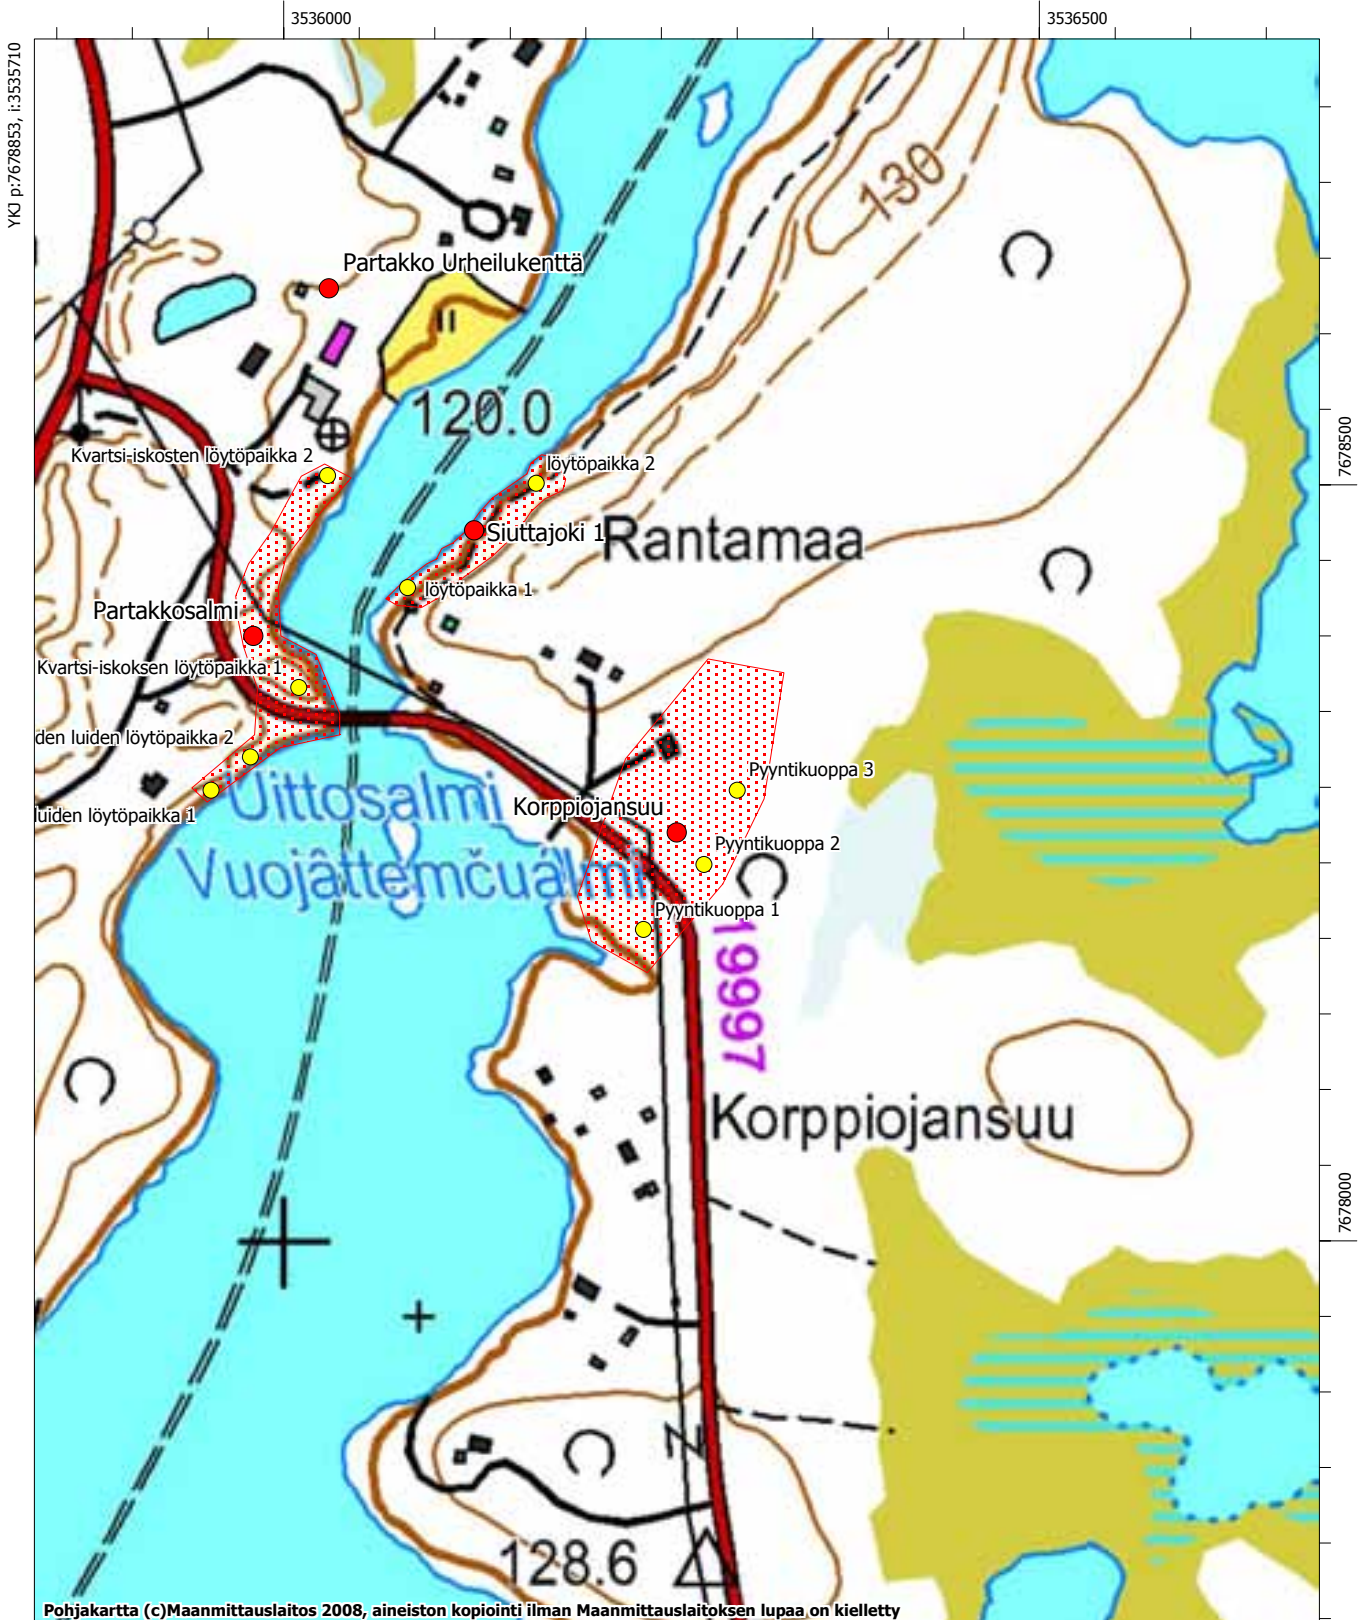 3536000
3536500
YKJ p:7678853, i:3535710
130
Partakko Urheilukenttä
120.0
Kvartsi-iskosten löytöpaikka 2
löytöpaikka 2
7678500
Siuttajoki 1
Rantamaa
löytöpaikka 1
Partakkosalmi
Kvartsi-iskoksen löytöpaikka 1
den luiden löytöpaikka 2
Pyyntikuoppa 3
Uittosalmi
Korppiojansuu
luiden löytöpaikka 1
Pyyntikuoppa 2
Vuojâttemčuálmi
Pyyntikuoppa 1
19997
Korppiojansuu
7678000
Z
128.6
Pohjakartta (c)Maanmittauslaitos 2008, aineiston kopiointi ilman Maanmittauslaitoksen lupaa on kielletty